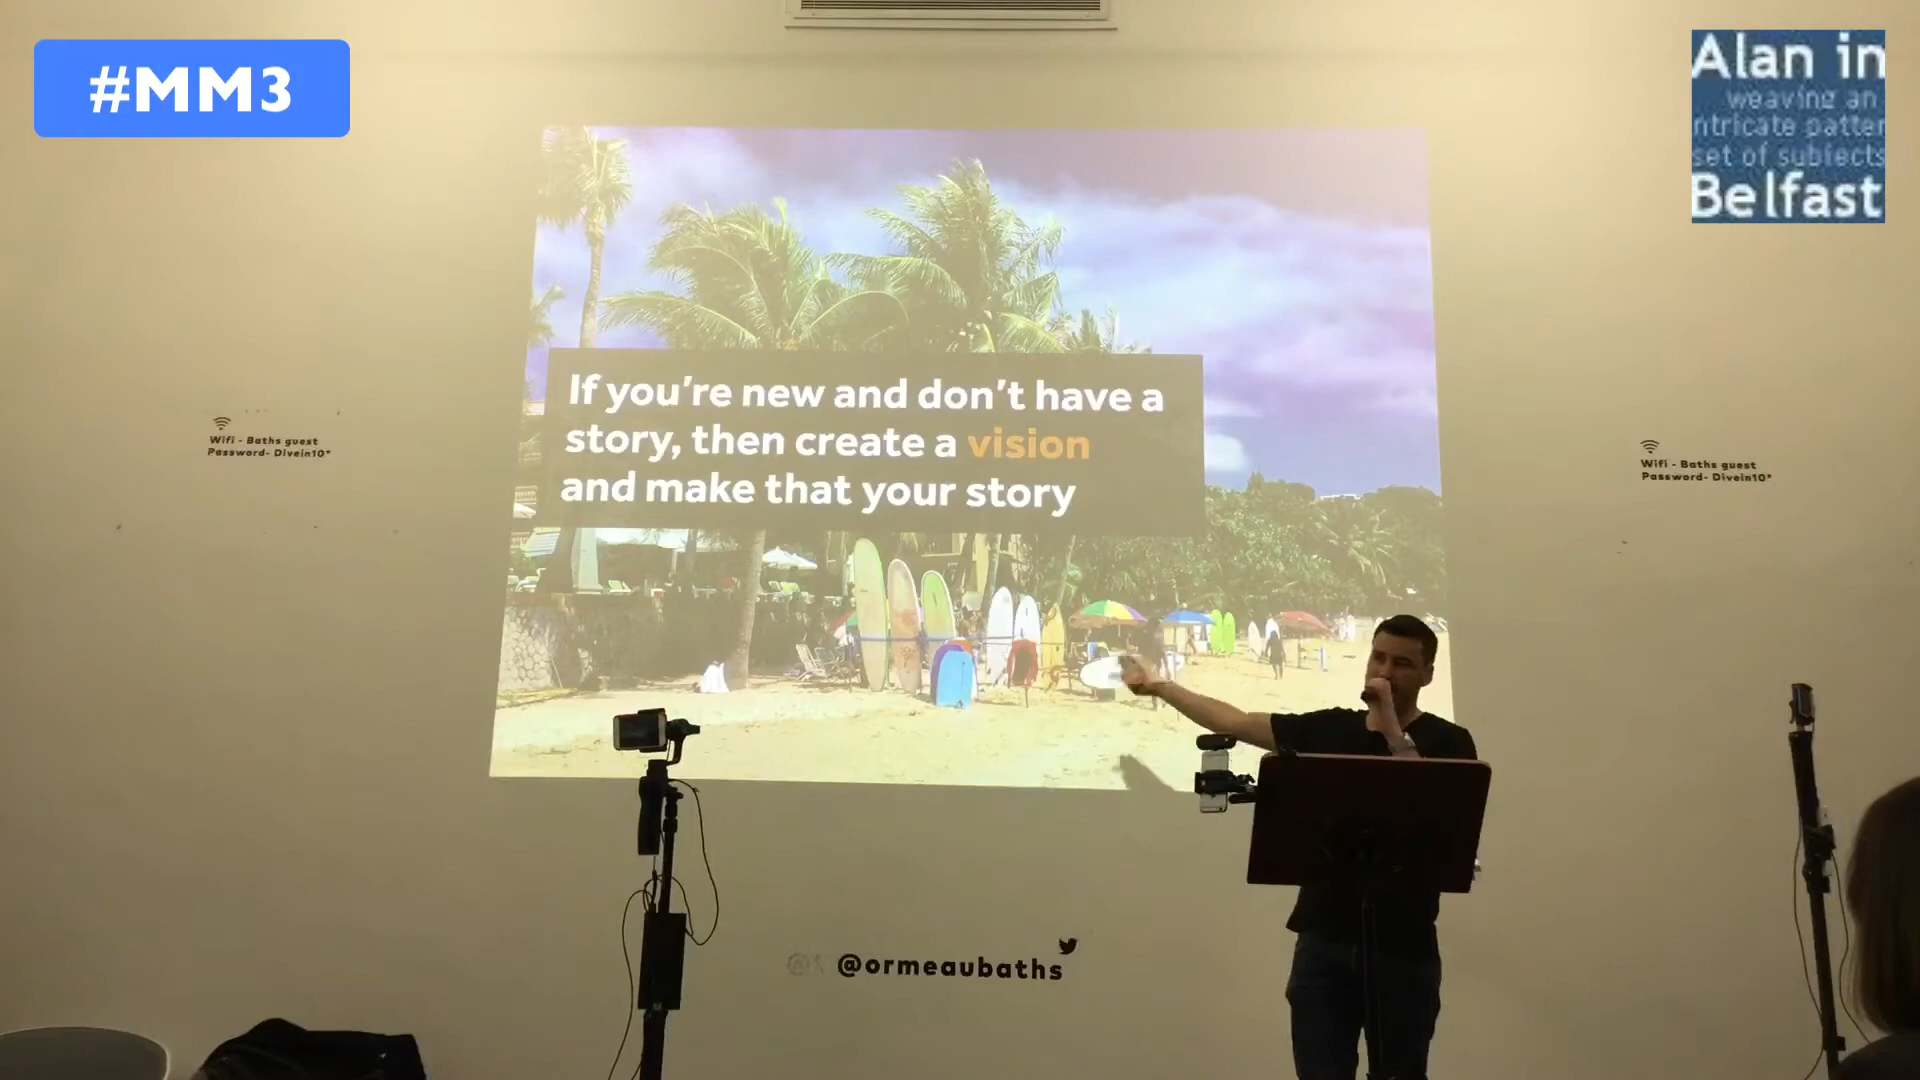 #MM3
Alan in
weaving an
ntricate patter
set of subjects
Belfast
If you're new and don't have a
story, then create a vision
and make that your story
Wifi - Baths guest
Password- Divein10*
Wifi - Baths guest
Password- Divein10*
@ormeaubaths